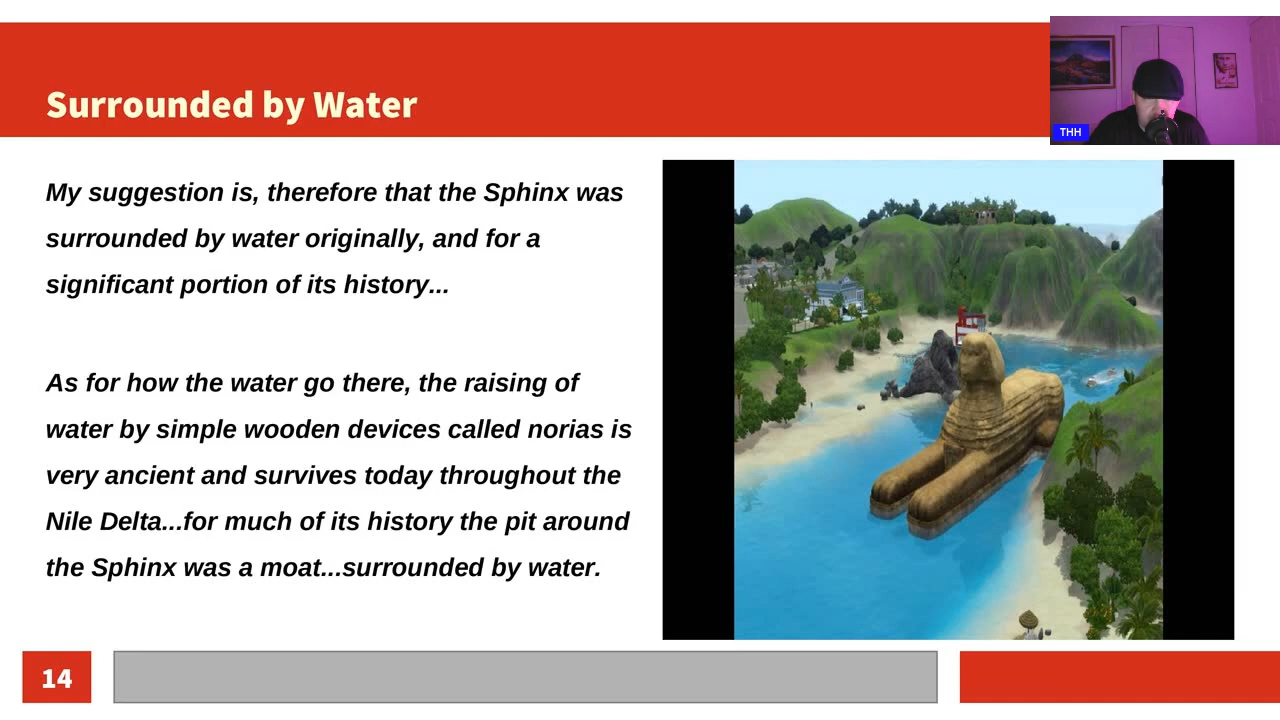 Surrounded by Water
THH
My suggestion is, therefore that the Sphinx was
surrounded by water originally, and for a
significant portion of its history...
As for how the water go there, the raising of
water by simple wooden devices called norias is
very ancient and survives today throughout the
Nile Delta...for much of its history the pit around
the Sphinx was a moat...surrounded by water.
14